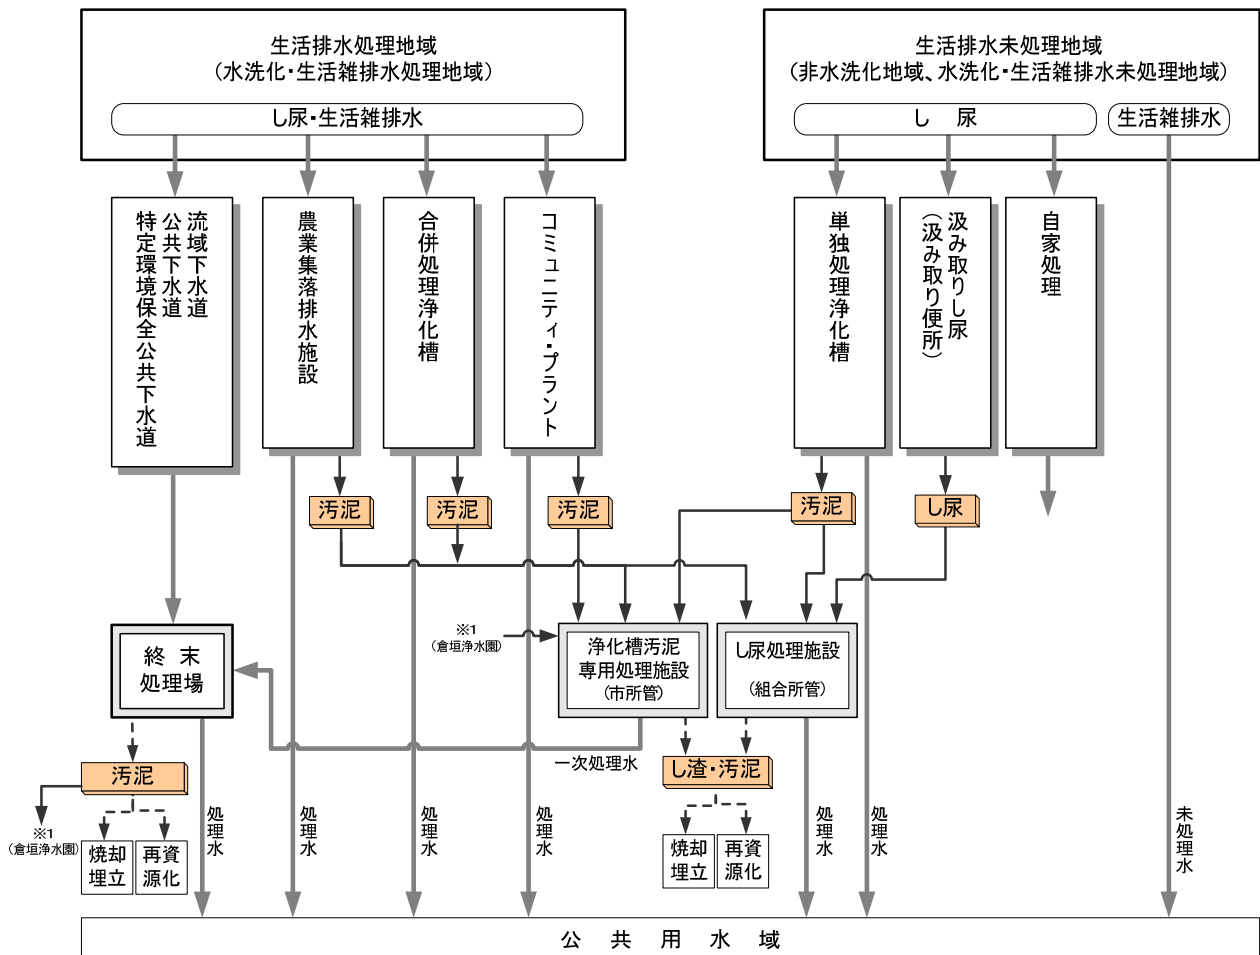 生活排水処理地域
（水洗化・生活雑排水処理地域）
し尿・生活雑排水
生活排水未処理地域
（非水洗化地域、水洗化・生活雑排水未処理地域）
し　尿
生活雑排水
流域下水道
公共下水道
特定環境保全公共下水道
農業集落排水施設
合併処理浄化槽
コミュニティ・プラント
単独処理浄化槽
汲み取りし尿
（汲み取り便所）
自家処理
汚泥
汚泥
汚泥
汚泥
し尿
※1
（倉垣浄水園）
終　末
処理場
浄化槽汚泥
専用処理施設
（市所管）
し尿処理施設
（組合所管）
一次処理水
汚泥
し渣・汚泥
※1
（倉垣浄水園）
焼却
埋立
再資
源化
焼却
埋立
再資
源化
処理水
処理水
処理水
処理水
処理水
処理水
未処理水
公　共　用　水　域